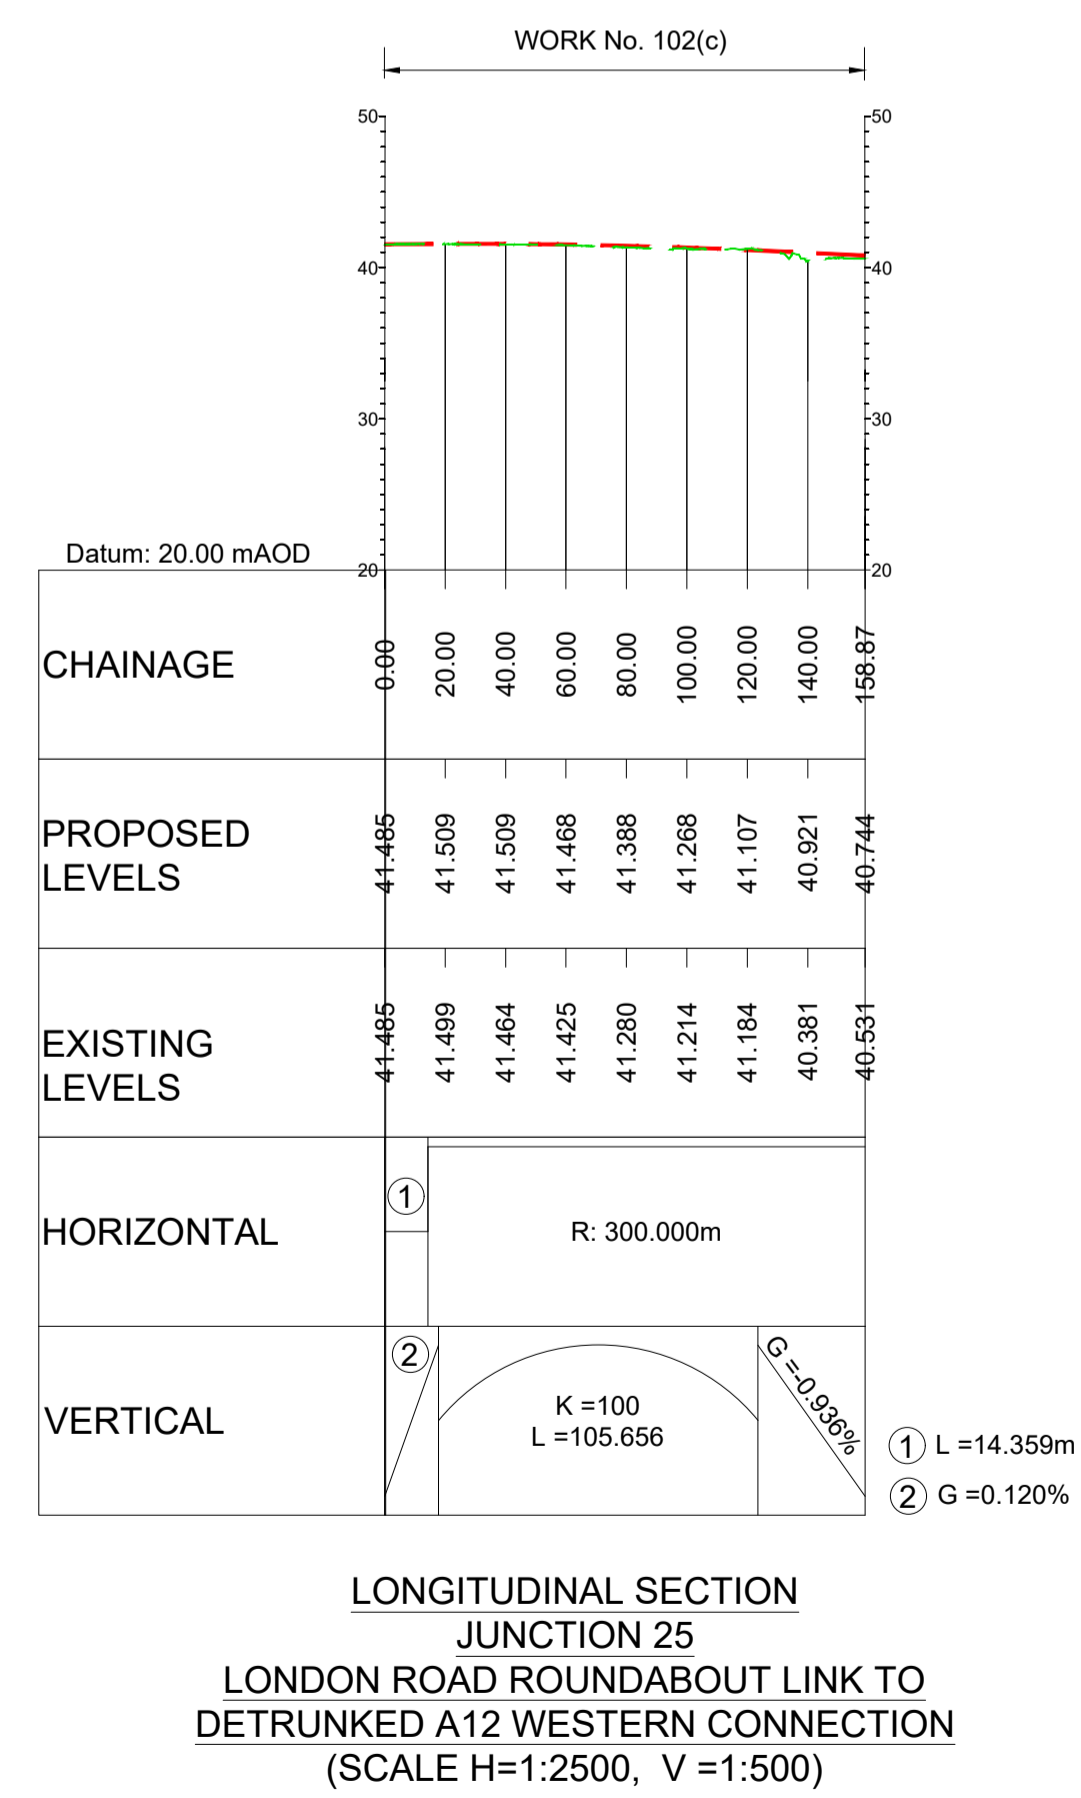 WORK No. 102(c)
50 50
40 40
30 30
20 20
Datum: 20.00 mAOD
CHAINAGE 0.00 20.00 40.00 60.00 80.00 100.00 120.00 140.00 158.87
PROPOSED
LEVELS
41.485 41.509 41.509 41.468 41.388 41.268 41.107 40.921 40.744
EXISTING
LEVELS
41.485 41.499 41.464 41.425 41.280 41.214 41.184 40.381 40.531
HORIZONTAL 1 R: 300.000m
VERTICAL 2
K =100
L =105.656
G =-0.936%
1 L =14.359m
2 G =0.120%
LONGITUDINAL SECTION
JUNCTION 25
LONDON ROAD ROUNDABOUT LINK TO
DETRUNKED A12 WESTERN CONNECTION
(SCALE H=1:2500, V =1:500)